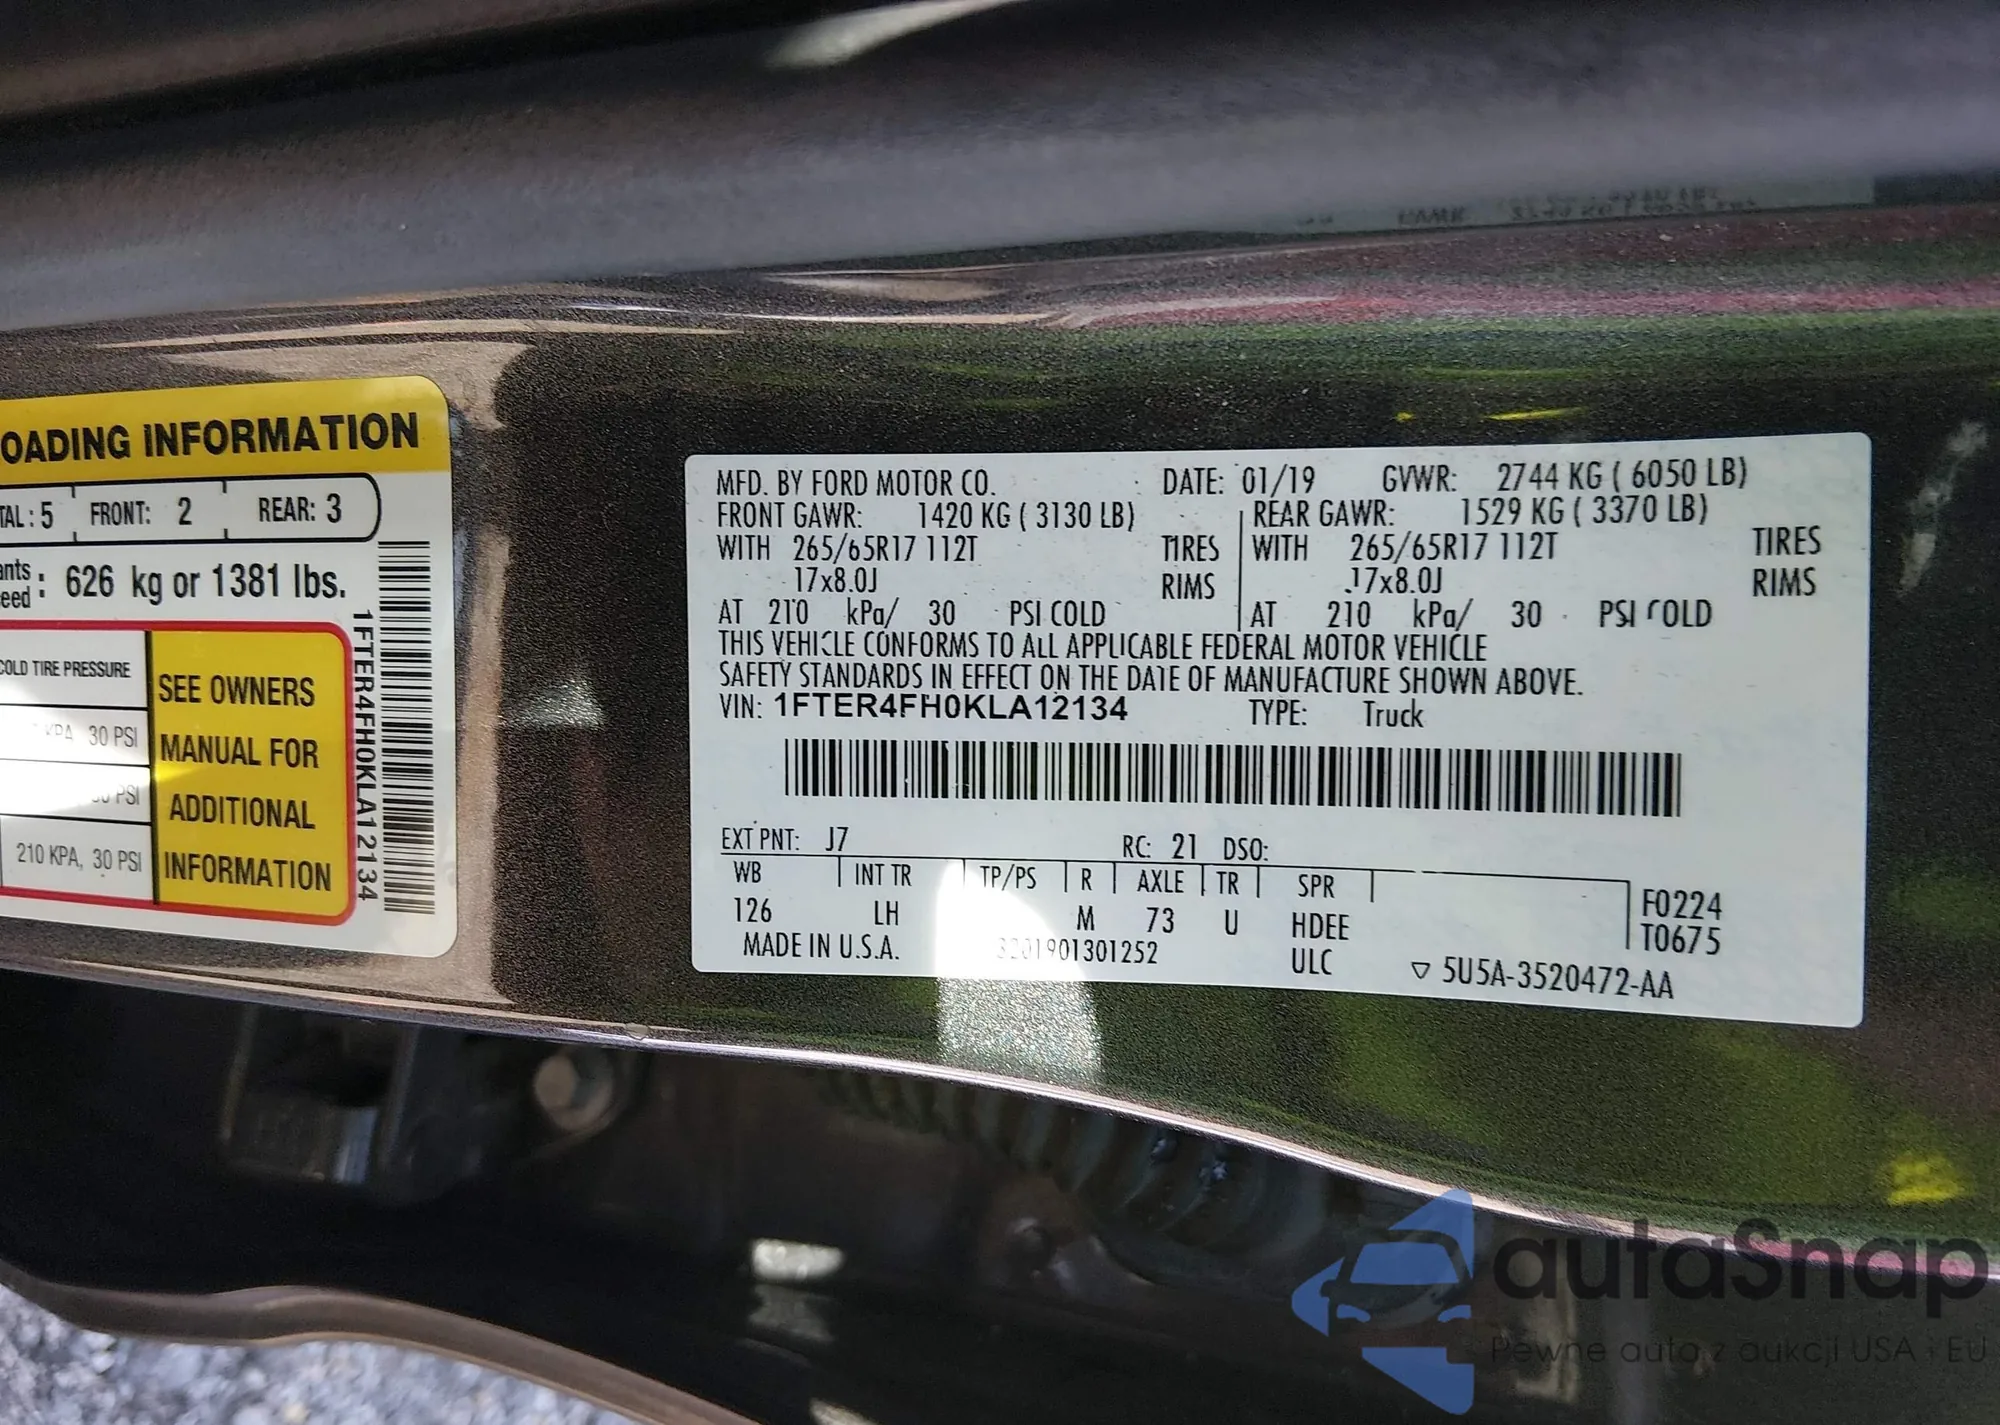 OADING INFORMATION
TAL : 5 FRONT: 2 REAR: 3
ants
eed : 626 kg or 1381 lbs.
COLD TIRE PRESSURE
KPA 30 PSI
PSI
210 KPA, 30 PSI
SEE OWNERS
MANUAL FOR
ADDITIONAL
INFORMATION
1FTER4FH0KLA12134
MFD. BY FORD MOTOR CO. DATE: 01/19 GVWR: 2744 KG ( 6050 LB)
FRONT GAWR: 1420 KG ( 3130 LB) REAR GAWR: 1529 KG ( 3370 LB)
WITH 265/65R17 112T TIRES WITH 265/65R17 112T TIRES
17x8.0J RIMS 17x8.0J RIMS
AT 210 kPa/ 30 PSI COLD AT 210 kPa/ 30 PSI COLD
THIS VEHICLE CONFORMS TO ALL APPLICABLE FEDERAL MOTOR VEHICLE
SAFETY STANDARDS IN EFFECT ON THE DATE OF MANUFACTURE SHOWN ABOVE.
VIN: 1FTER4FH0KLA12134 TYPE: Truck
EXT PNT: J7 RC: 21 DSO:
WB INT TR TP/PS R AXLE TR SPR
126 LH M 73 U HDEE
F0224
T0675
MADE IN U.S.A. 3201901301252 ULC 5U5A-3520472-AA
autaSnap
Pewne auto z aukcji USA i EU